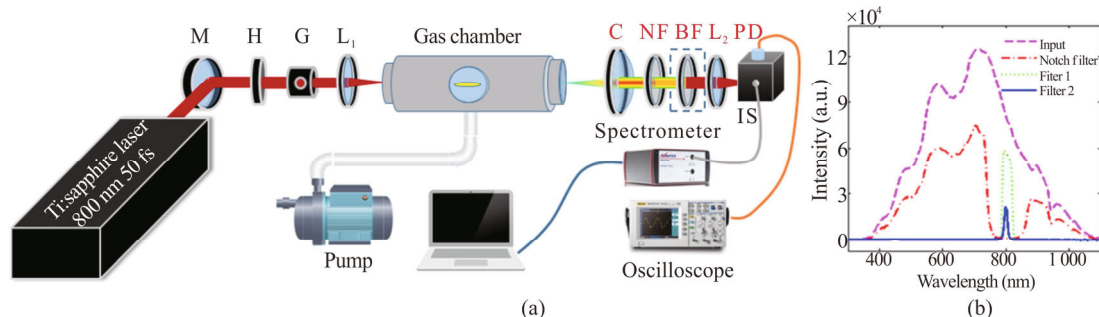 M
H
G
L1
Gas chamber
C
NF
BF
L2
PD
IS
Ti:sapphire laser
800 nm 50 fs
Pump
Spectrometer
Oscilloscope
(a)
×10^4
Intensity (a.u.)
12
9
6
3
0
Input
Notch filter
Fiter 1
Filter 2
400
600
800
1 000
Wavelength (nm)
(b)